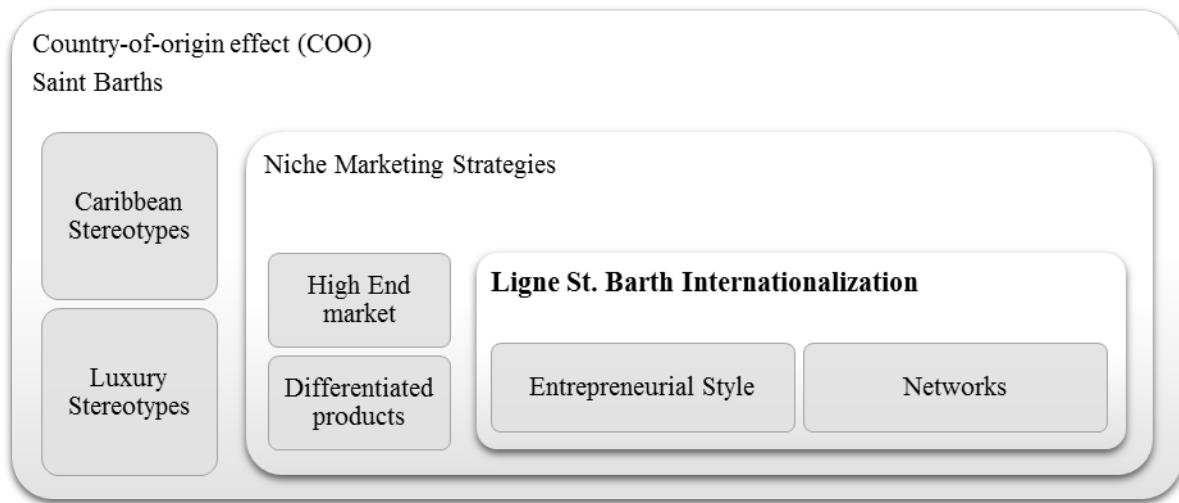 Country-of-origin effect (COO)
Saint Barths
Caribbean
Stereotypes
Luxury
Stereotypes
Niche Marketing Strategies
High End
market
Differentiated
products
Ligne St. Barth Internationalization
Entrepreneurial Style
Networks